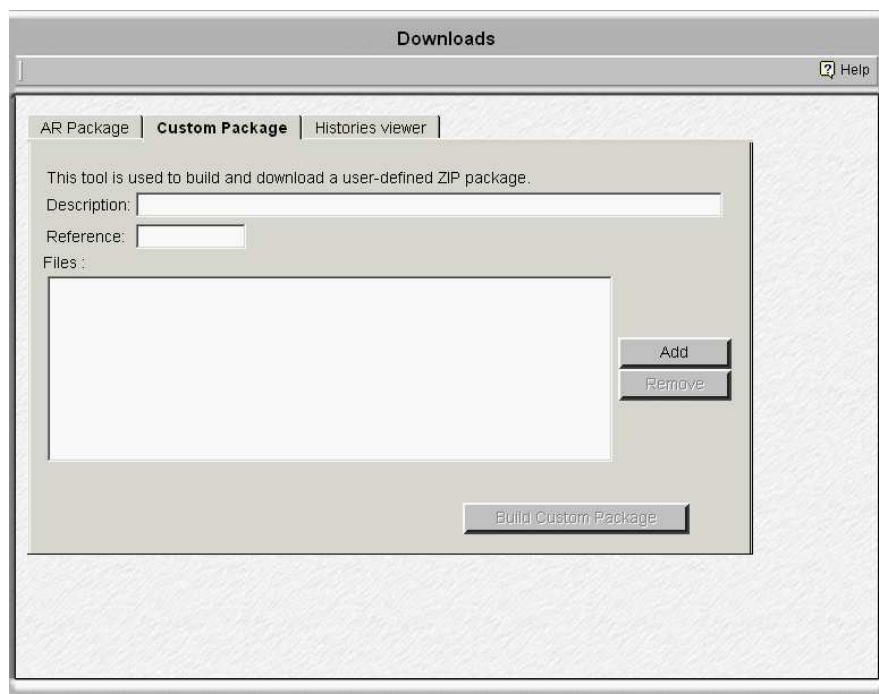 Downloads
Help
AR Package
Custom Package
Histories viewer
This tool is used to build and download a user-defined ZIP package.
Description:
Reference:
Files :
Add
Remove
Build Custom Package